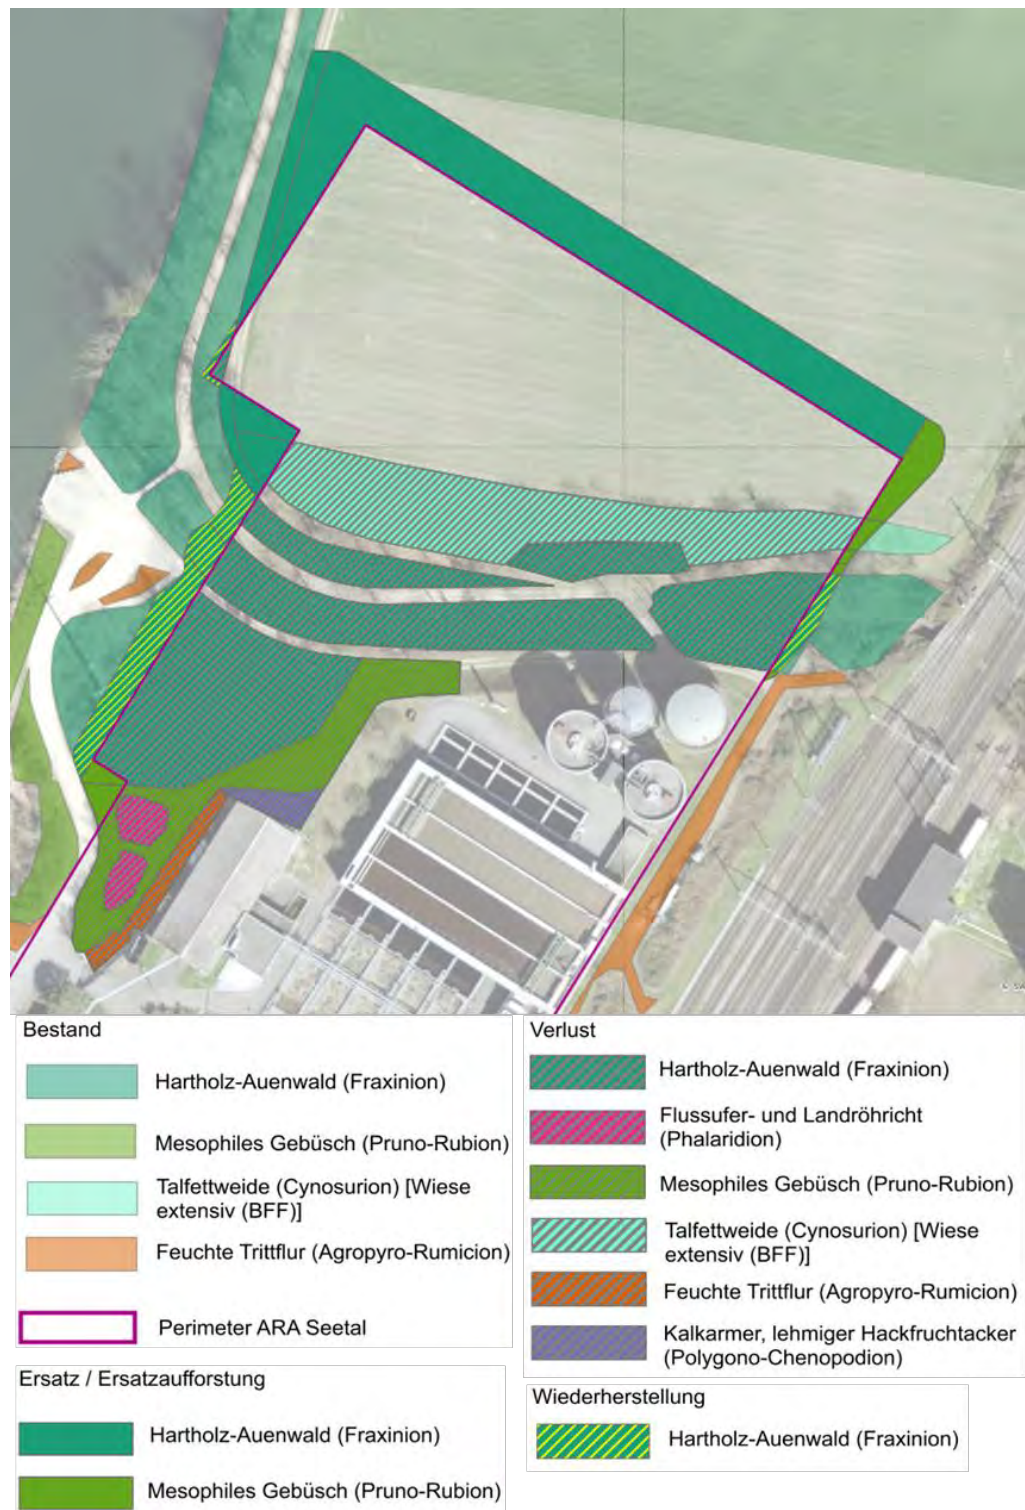 Bestand
Hartholz-Auenwald (Fraxinion)
Mesophiles Gebüsch (Pruno-Rubion)
Talfettweide (Cynosurion) [Wiese
extensiv (BFF)]
Feuchte Trittflur (Agropyro-Rumicion)
Perimeter ARA Seetal
Ersatz / Ersatzaufforstung
Hartholz-Auenwald (Fraxinion)
Mesophiles Gebüsch (Pruno-Rubion)
Verlust
Hartholz-Auenwald (Fraxinion)
Flussufer- und Landröhricht
(Phalaridion)
Mesophiles Gebüsch (Pruno-Rubion)
Talfettweide (Cynosurion) [Wiese
extensiv (BFF)]
Feuchte Trittflur (Agropyro-Rumicion)
Kalkarmer, lehmiger Hackfruchtacker
(Polygono-Chenopodion)
Wiederherstellung
Hartholz-Auenwald (Fraxinion)